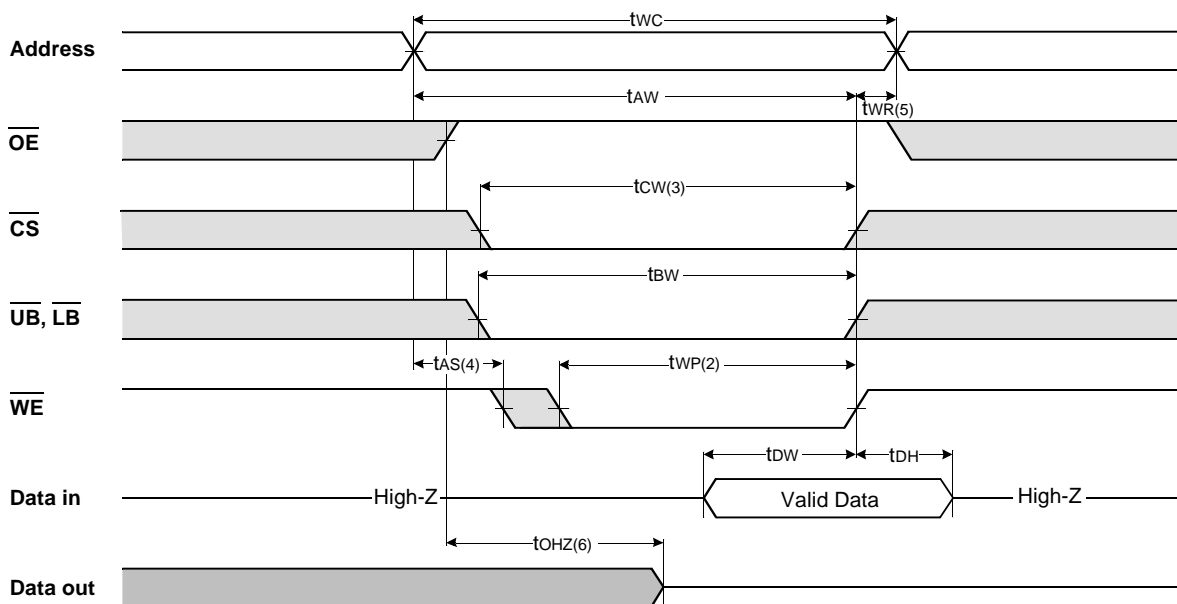 tWC
Address
tAW
tWR(5)
OE
tCW(3)
CS
tBW
UB, LB
tAS(4)
tWP(2)
WE
tDW
tDH
Data in
High-Z
Valid Data
High-Z
tOHZ(6)
Data out